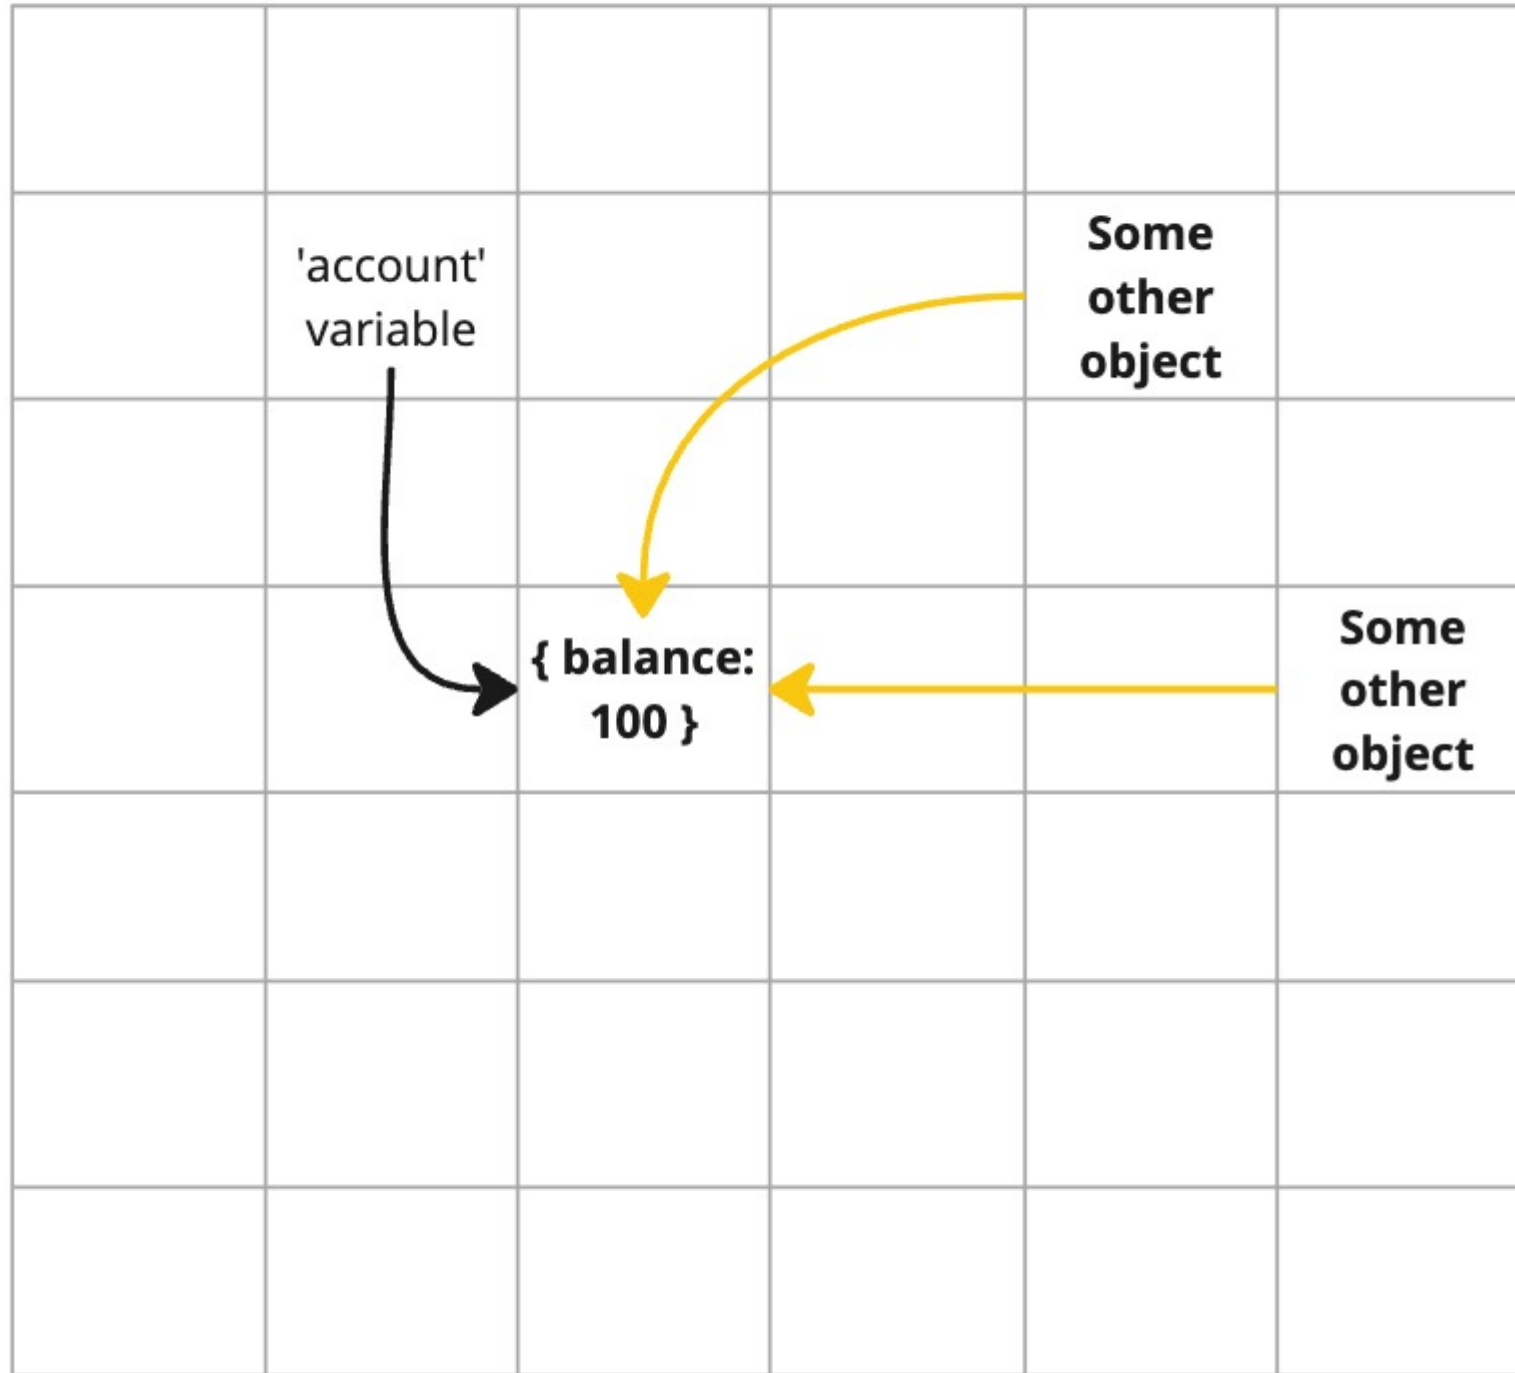 'account'
variable
Some
other
object
{ balance:
100 }
Some
other
object